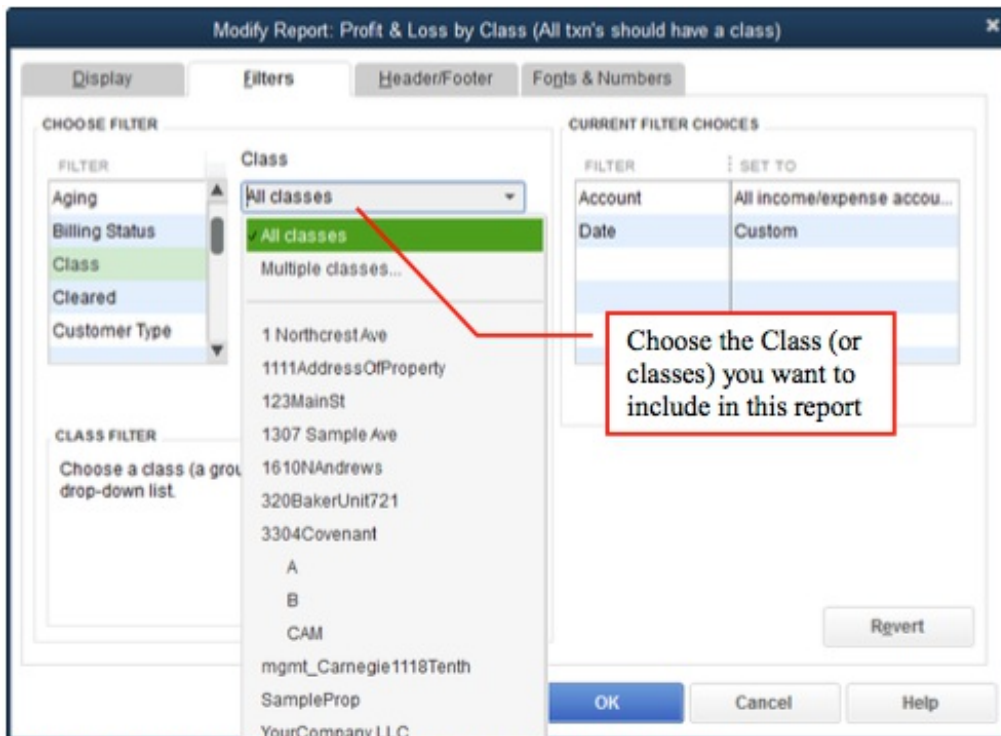 Modify Report: Profit & Loss by Class (All txn's should have a class)
Display
Filters
Header/Footer
Fonts & Numbers
CHOOSE FILTER
FILTER
Aging
Billing Status
Class
Cleared
Customer Type
Class
All classes
All classes
Multiple classes...
1 Northcrest Ave
1111AddressOfProperty
123MainSt
1307 Sample Ave
1610NAndrews
320BakerUnit721
3304Covenant
A
B
CAM
mgmt_Carnegie1118Tenth
SampleProp
YourCompany LLC
CLASS FILTER
Choose a class (a grou
drop-down list.
CURRENT FILTER CHOICES
FILTER
SET TO
Account
All income/expense accou...
Date
Custom
Choose the Class (or
classes) you want to
include in this report
Revert
OK
Cancel
Help